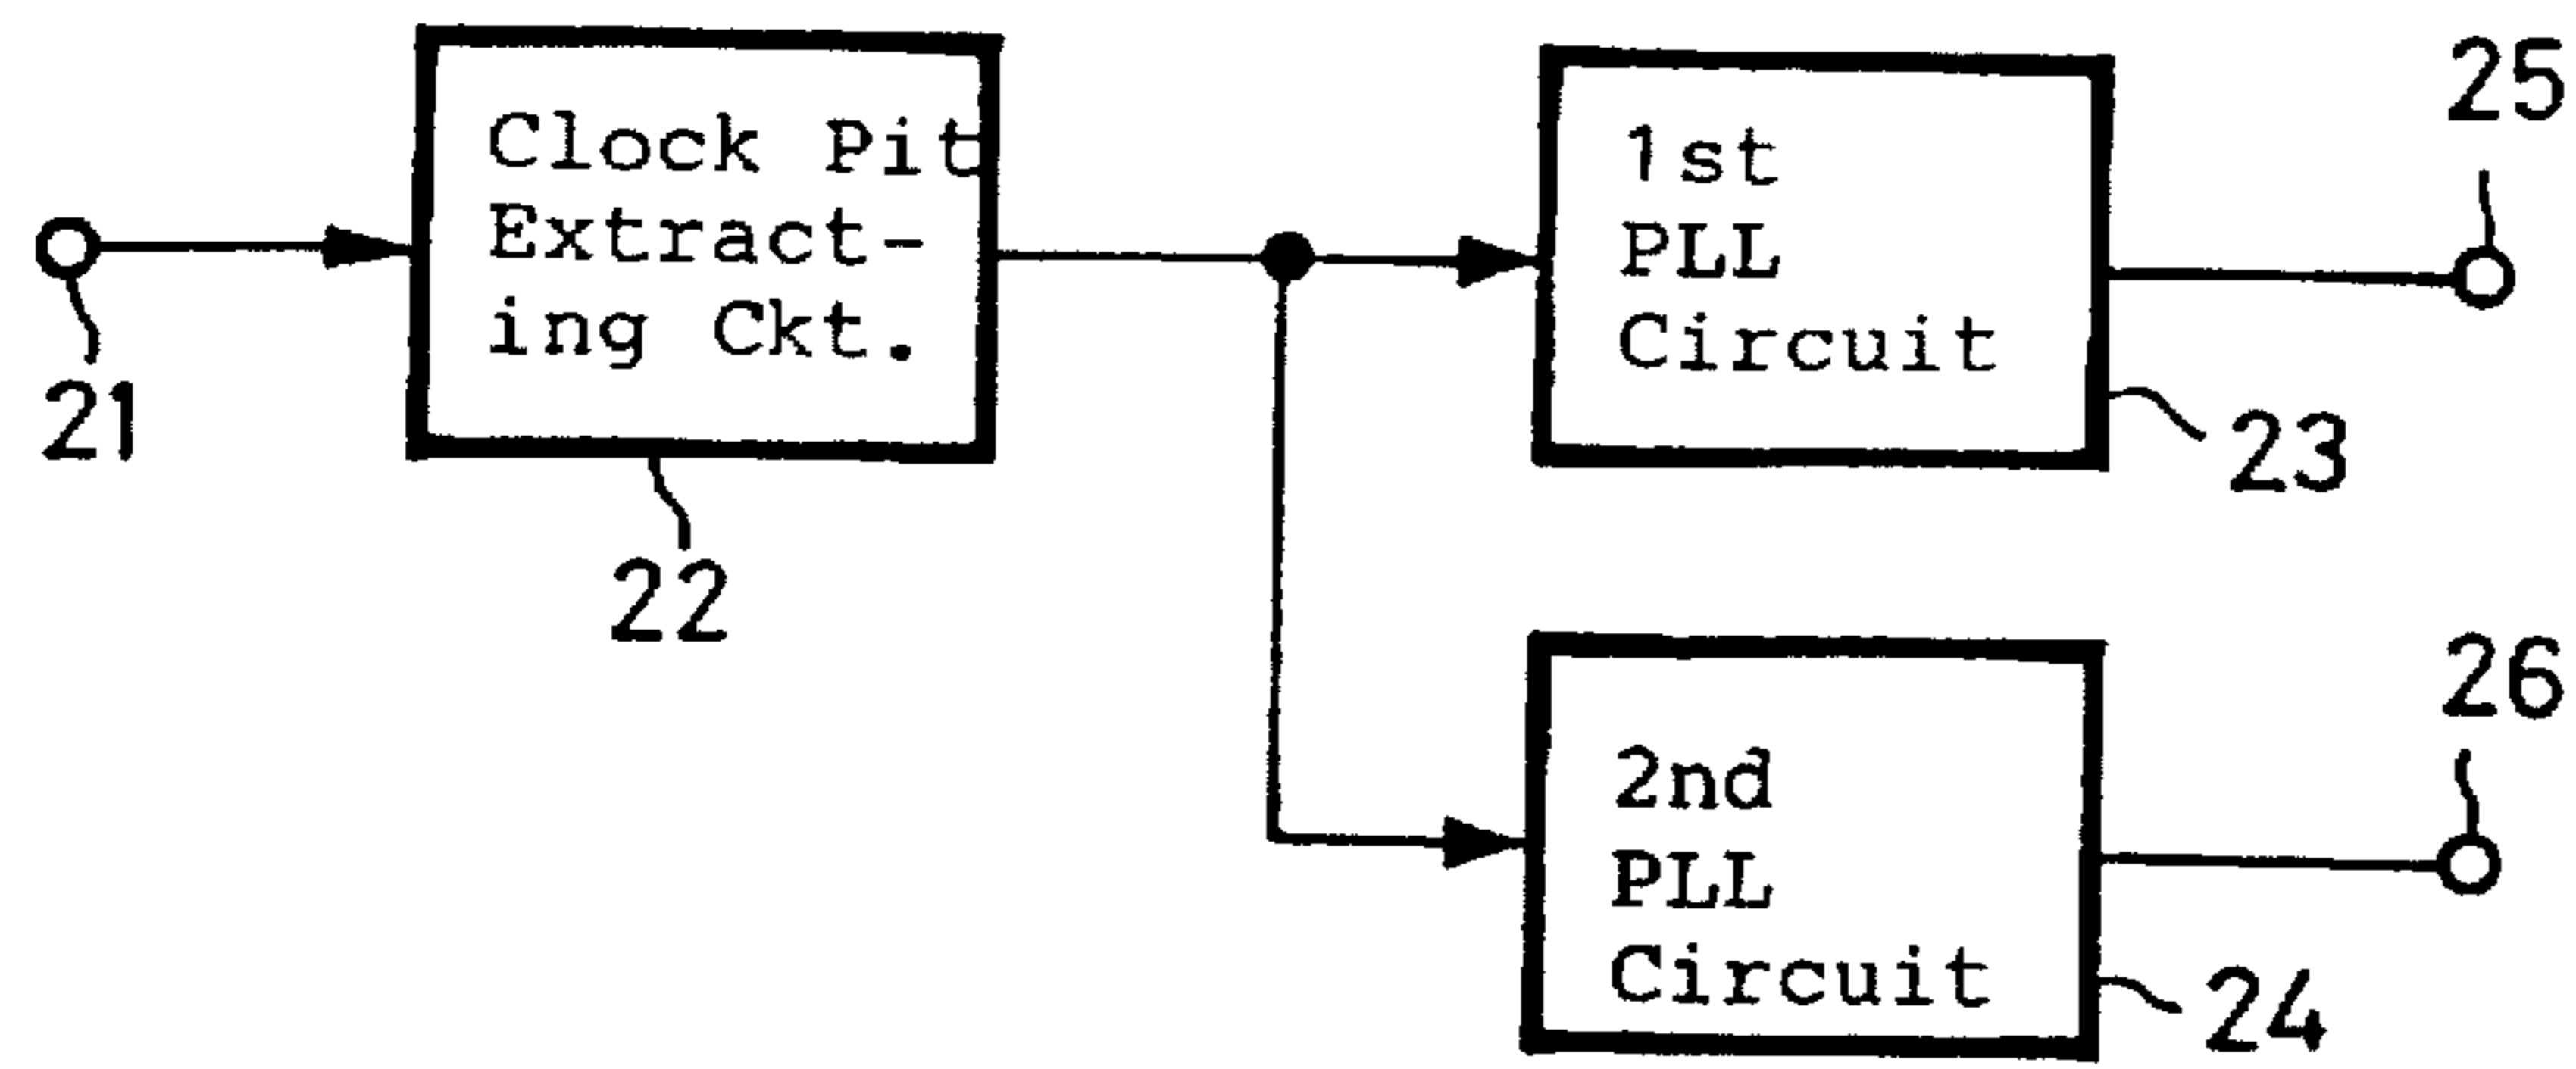 Clock Pit
Extract-
ing Ckt.
21
22
1st
PLL
Circuit
25
23
2nd
PLL
Circuit
26
24